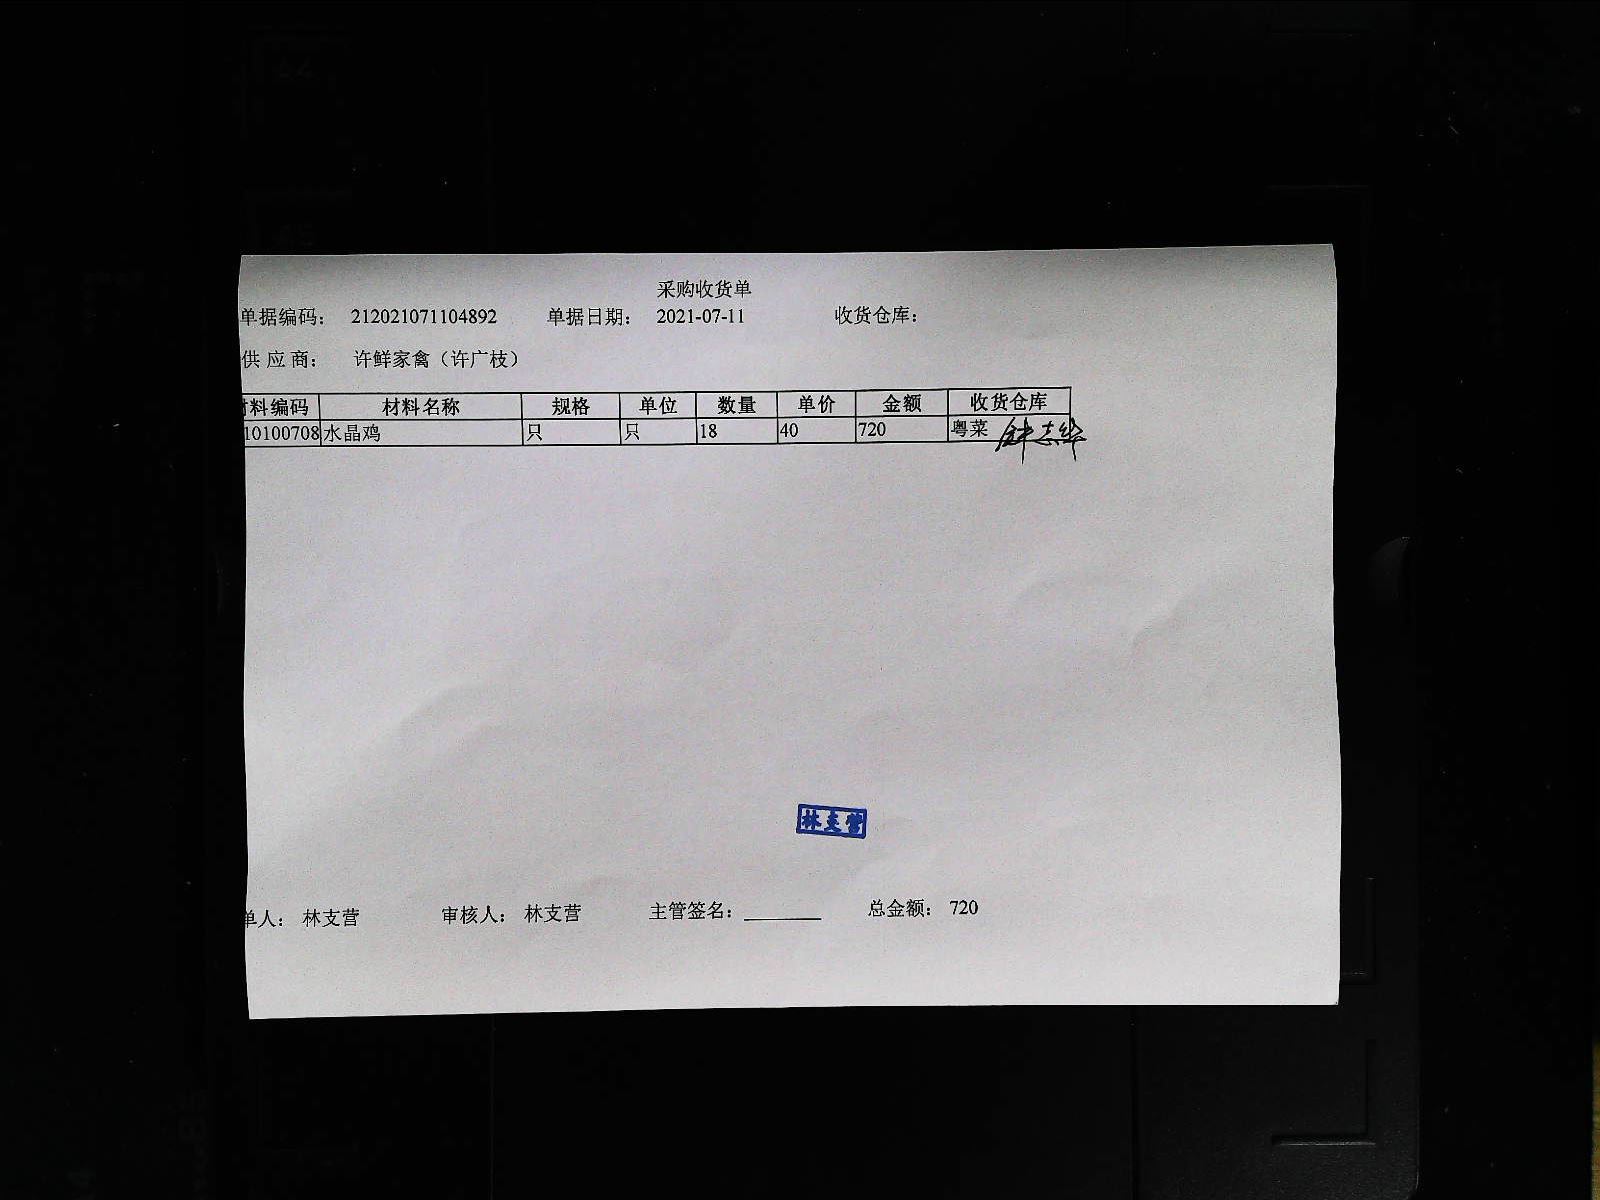 采购收货单
单据编码： 212021071104892 单据日期： 2021-07-11 收货仓库：
供应商： 许鲜家禽（许广枝）
材料编码 材料名称 规格 单位 数量 单价 金额 收货仓库
10100708 水晶鸡 只 只 18 40 720 粤菜
林支营
单人： 林支营 审核人： 林支营 主管签名：________ 总金额： 720